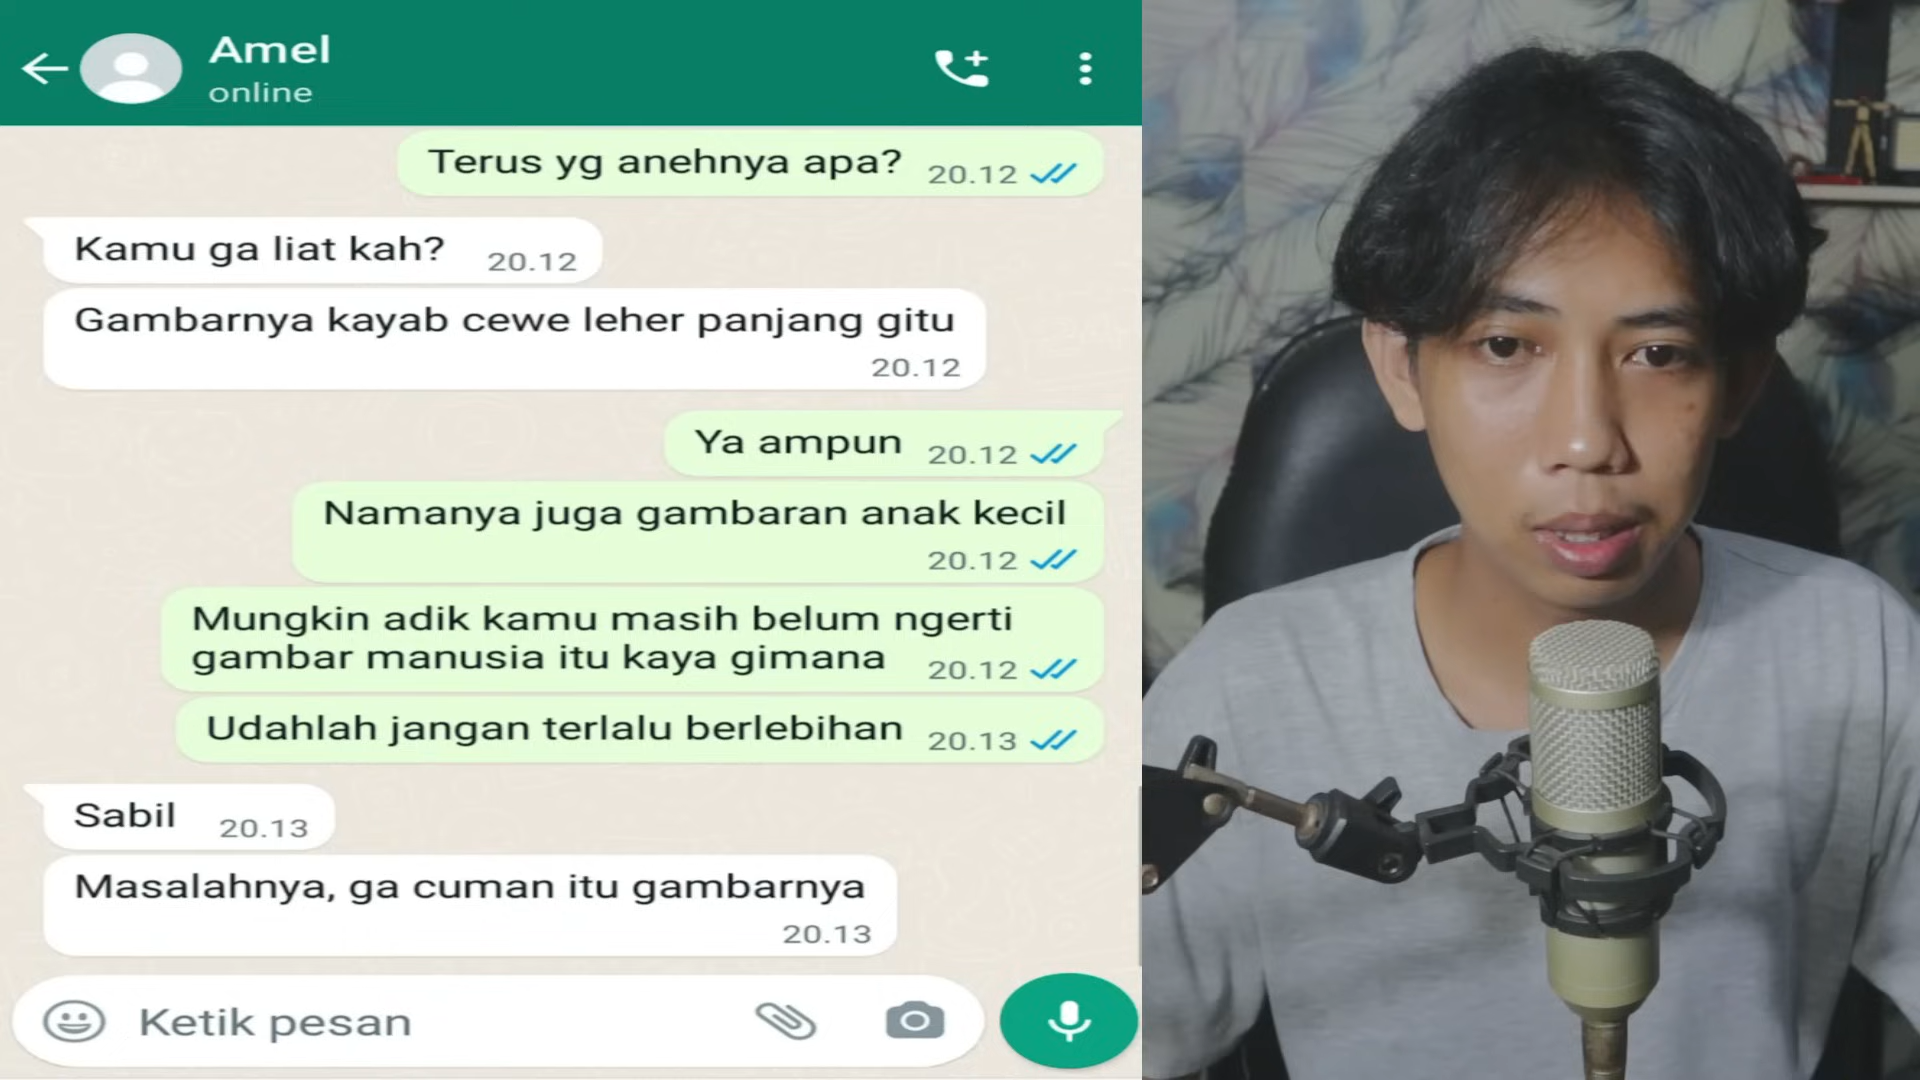 Amel
online
Terus yg anehnya apa? 20.12
Kamu ga liat kah? 20.12
Gambarnya kayab cewe leher panjang gitu
20.12
Ya ampun 20.12
Namanya juga gambaran anak kecil
20.12
Mungkin adik kamu masih belum ngerti
gambar manusia itu kaya gimana 20.12
Udahlah jangan terlalu berlebihan 20.13
Sabil 20.13
Masalahnya, ga cuman itu gambarnya
20.13
Ketik pesan